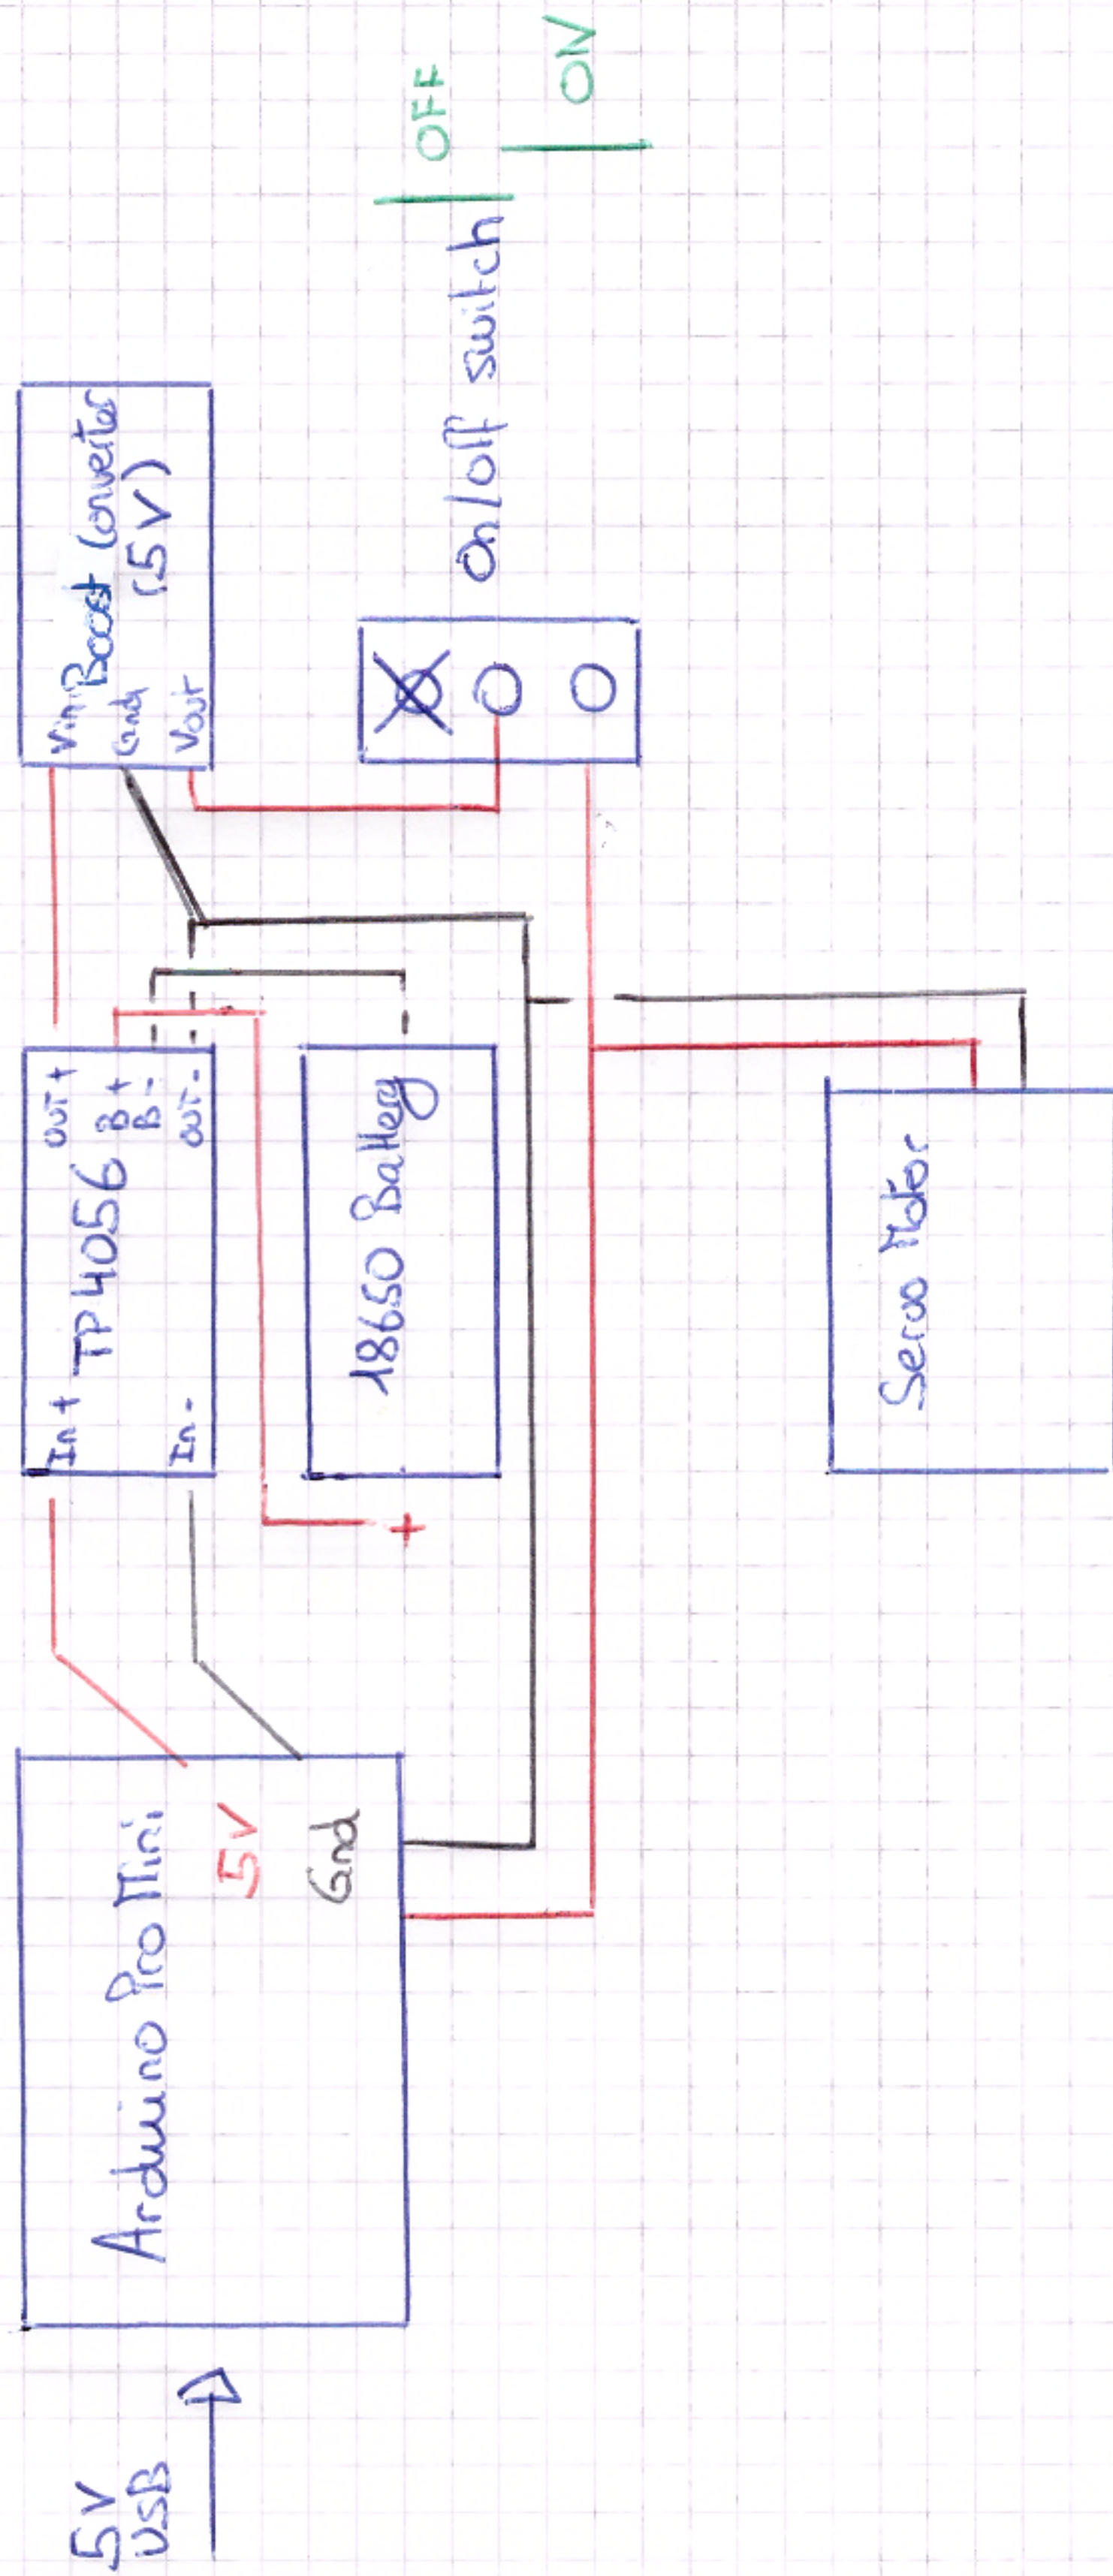 5V
USB
Arduino Pro Mini
5V
Gnd
In+
TP4056
In-
OUT+
B+
B-
OUT-
Vin
Gnd
Vout
Boost Convertor
(5V)
+
18650 Battery
On/off switch
OFF
ON
Servo Motor